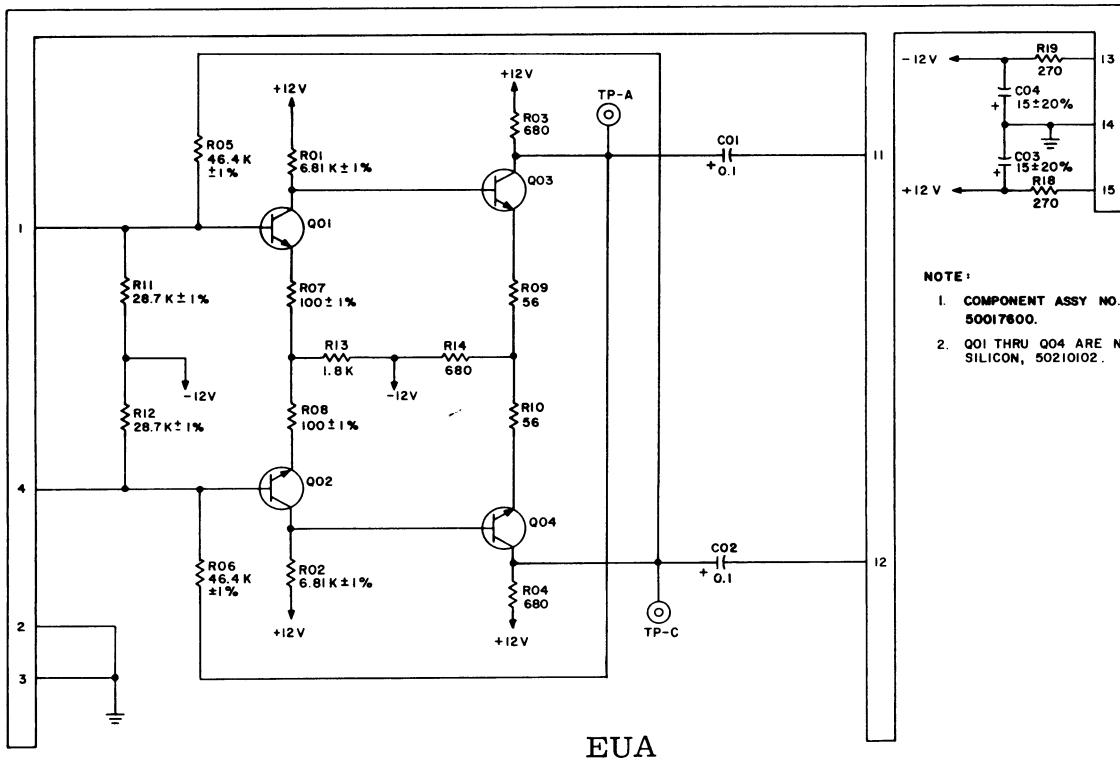 +12V
+12V
TP-A
R05
46.4K
±1%
R01
6.81K±1%
R03
680
C01
+ 0.1
11
Q03
1
Q01
R11
28.7K±1%
R07
100±1%
R09
56
R13
1.8K
R14
680
-12V
-12V
R12
28.7K±1%
R08
100±1%
R10
56
4
Q02
Q04
R06
46.4K
±1%
R02
6.81K±1%
C02
+ 0.1
12
R04
680
+12V
+12V
TP-C
2
3
EUA
-12V
R19
270
13
C04
+ 15±20%
14
C03
+ 15±20%
+12V
R18
270
15
NOTE:
1. COMPONENT ASSY NO.
50017600.
2. Q01 THRU Q04 ARE N
SILICON, 50210102.